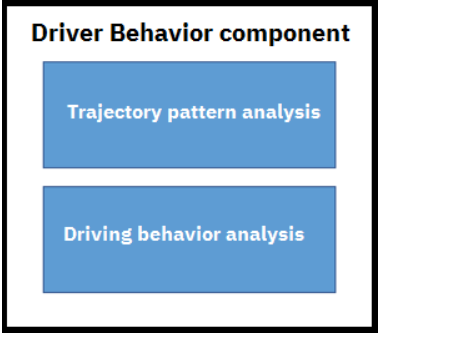 Driver Behavior component
Trajectory pattern analysis
Driving behavior analysis